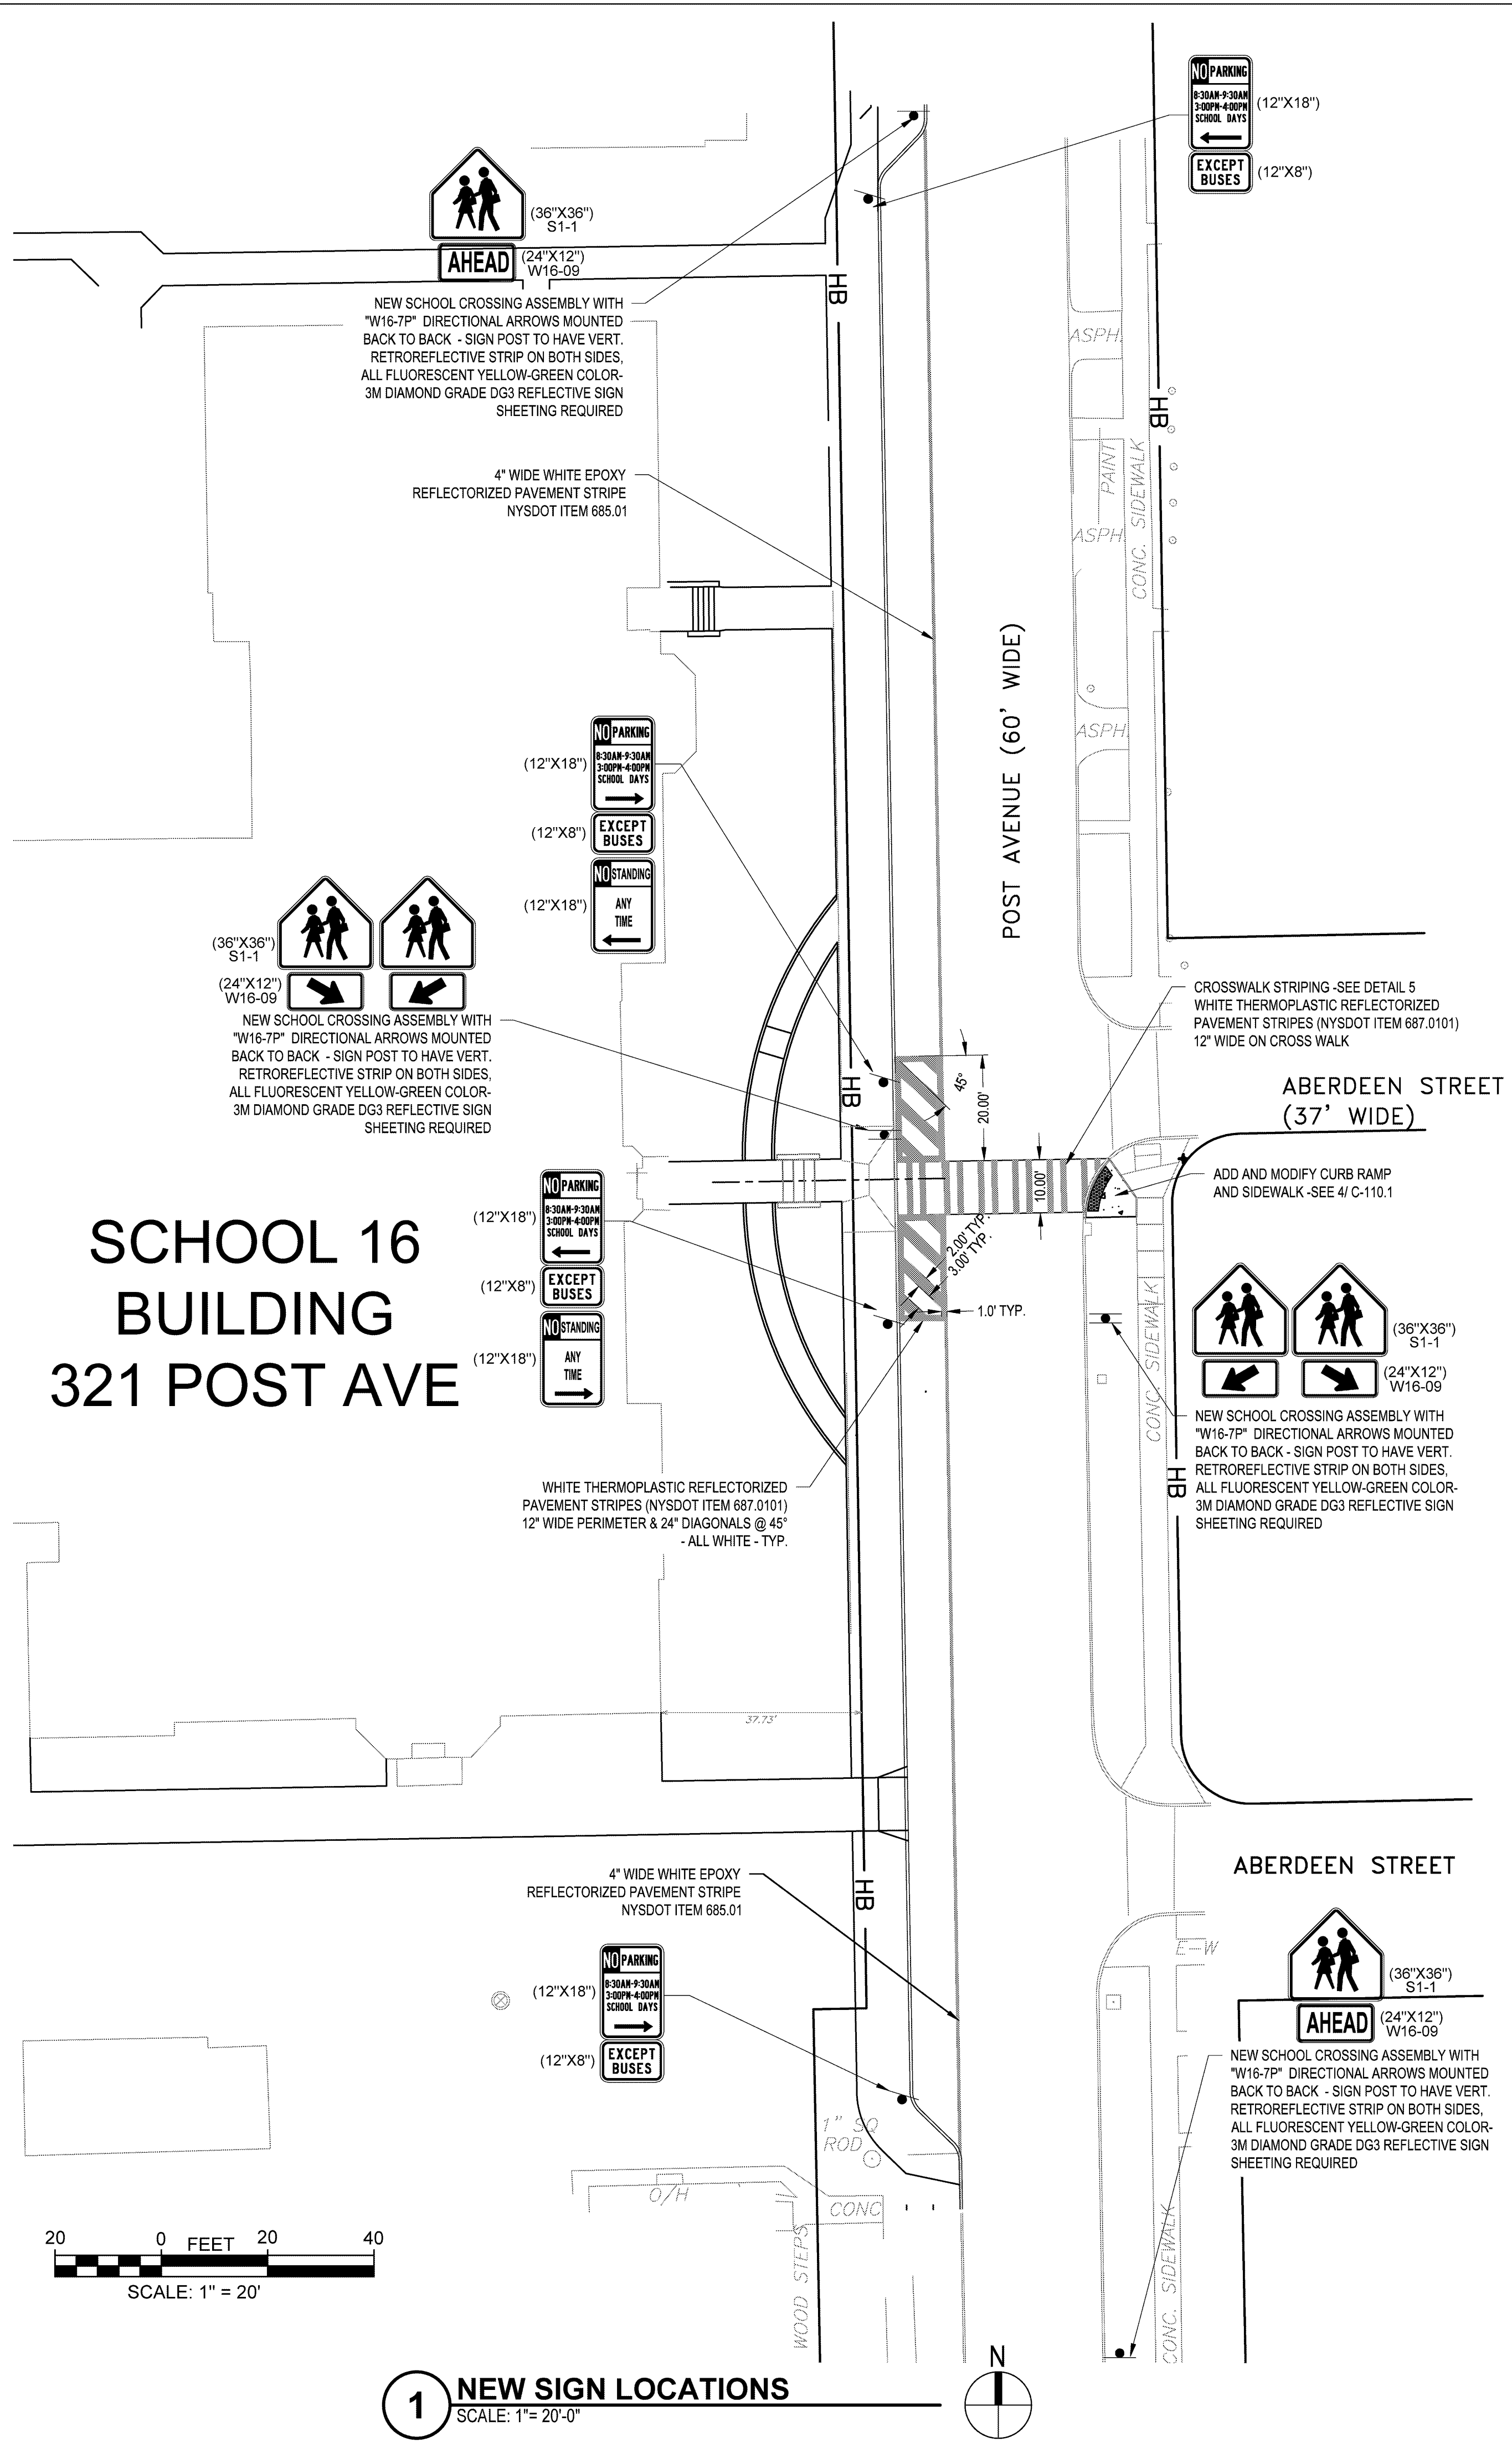 NO PARKING
8:30AM-9:30AM
3:00PM-4:00PM
SCHOOL DAYS
(12"X18")
EXCEPT
BUSES
(12"X8")
(36"X36")
S1-1
AHEAD
(24"X12")
W16-09
NEW SCHOOL CROSSING ASSEMBLY WITH
"W16-7P" DIRECTIONAL ARROWS MOUNTED
BACK TO BACK - SIGN POST TO HAVE VERT.
RETROREFLECTIVE STRIP ON BOTH SIDES,
ALL FLUORESCENT YELLOW-GREEN COLOR-
3M DIAMOND GRADE DG3 REFLECTIVE SIGN
SHEETING REQUIRED
HB
ASPH.
HB
4" WIDE WHITE EPOXY
REFLECTORIZED PAVEMENT STRIPE
NYSDOT ITEM 685.01
PAINT
CONC. SIDEWALK
ASPH.
POST AVENUE (60' WIDE)
ASPH.
NO PARKING
8:30AM-9:30AM
3:00PM-4:00PM
SCHOOL DAYS
(12"X18")
EXCEPT
BUSES
(12"X8")
NO STANDING
ANY
TIME
(12"X18")
(36"X36")
S1-1
(24"X12")
W16-09
NEW SCHOOL CROSSING ASSEMBLY WITH
"W16-7P" DIRECTIONAL ARROWS MOUNTED
BACK TO BACK - SIGN POST TO HAVE VERT.
RETROREFLECTIVE STRIP ON BOTH SIDES,
ALL FLUORESCENT YELLOW-GREEN COLOR-
3M DIAMOND GRADE DG3 REFLECTIVE SIGN
SHEETING REQUIRED
CROSSWALK STRIPING -SEE DETAIL 5
WHITE THERMOPLASTIC REFLECTORIZED
PAVEMENT STRIPES (NYSDOT ITEM 687.0101)
12" WIDE ON CROSS WALK
HB
45°
20.00'
ABERDEEN STREET
(37' WIDE)
10.00'
ADD AND MODIFY CURB RAMP
AND SIDEWALK -SEE 4/ C-110.1
NO PARKING
8:30AM-9:30AM
3:00PM-4:00PM
SCHOOL DAYS
(12"X18")
EXCEPT
BUSES
(12"X8")
NO STANDING
ANY
TIME
(12"X18")
2.00' TYP.
3.00' TYP.
1.0' TYP.
SCHOOL 16
BUILDING
321 POST AVE
CONC. SIDEWALK
(36"X36")
S1-1
(24"X12")
W16-09
NEW SCHOOL CROSSING ASSEMBLY WITH
"W16-7P" DIRECTIONAL ARROWS MOUNTED
BACK TO BACK - SIGN POST TO HAVE VERT.
RETROREFLECTIVE STRIP ON BOTH SIDES,
ALL FLUORESCENT YELLOW-GREEN COLOR-
3M DIAMOND GRADE DG3 REFLECTIVE SIGN
SHEETING REQUIRED
HB
WHITE THERMOPLASTIC REFLECTORIZED
PAVEMENT STRIPES (NYSDOT ITEM 687.0101)
12" WIDE PERIMETER & 24" DIAGONALS @ 45°
- ALL WHITE - TYP.
37.73'
4" WIDE WHITE EPOXY
REFLECTORIZED PAVEMENT STRIPE
NYSDOT ITEM 685.01
HB
ABERDEEN STREET
E-W
NO PARKING
8:30AM-9:30AM
3:00PM-4:00PM
SCHOOL DAYS
(12"X18")
EXCEPT
BUSES
(12"X8")
(36"X36")
S1-1
AHEAD
(24"X12")
W16-09
NEW SCHOOL CROSSING ASSEMBLY WITH
"W16-7P" DIRECTIONAL ARROWS MOUNTED
BACK TO BACK - SIGN POST TO HAVE VERT.
RETROREFLECTIVE STRIP ON BOTH SIDES,
ALL FLUORESCENT YELLOW-GREEN COLOR-
3M DIAMOND GRADE DG3 REFLECTIVE SIGN
SHEETING REQUIRED
1" SQ
ROD
O/H
CONC
WOOD STEPS
CONC. SIDEWALK
20 0 FEET 20 40
SCALE: 1" = 20'
N
1 NEW SIGN LOCATIONS
SCALE: 1"= 20'-0"